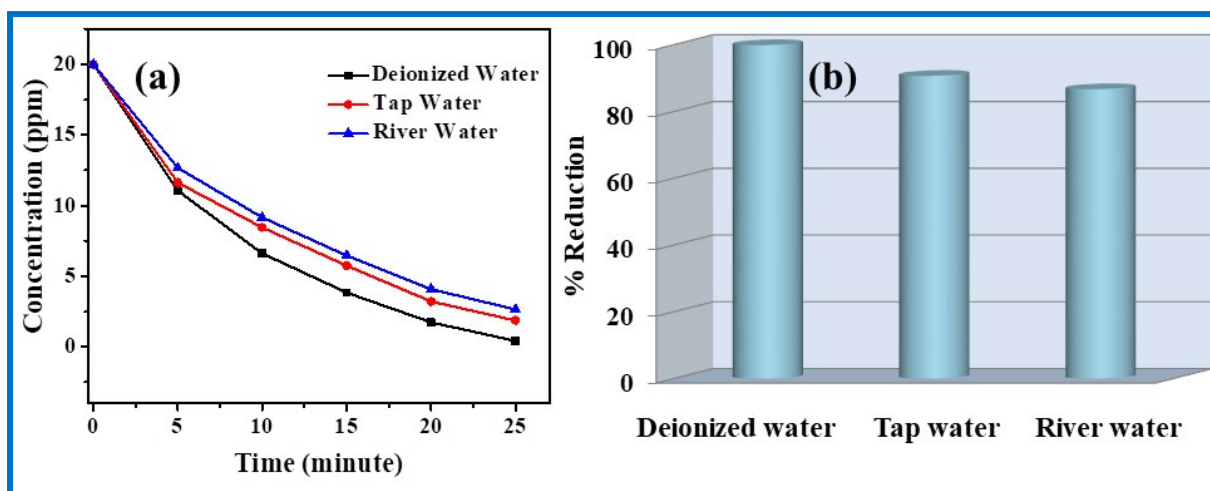 (a)
Deionized Water
Tap Water
River Water
Concentration (ppm)
20
15
10
5
0
0 5 10 15 20 25
Time (minute)
(b)
% Reduction
100
80
60
40
20
0
Deionized water Tap water River water